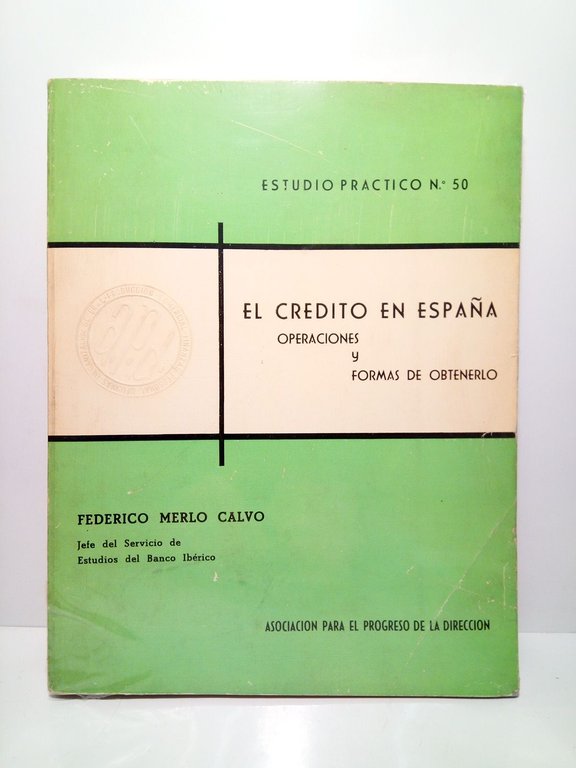 ESTUDIO PRACTICO N.º 50
EL CREDITO EN ESPAÑA
OPERACIONES
y
FORMAS DE OBTENERLO
FEDERICO MERLO CALVO
Jefe del Servicio de
Estudios del Banco Ibérico
ASOCIACION PARA EL PROGRESO DE LA DIRECCION